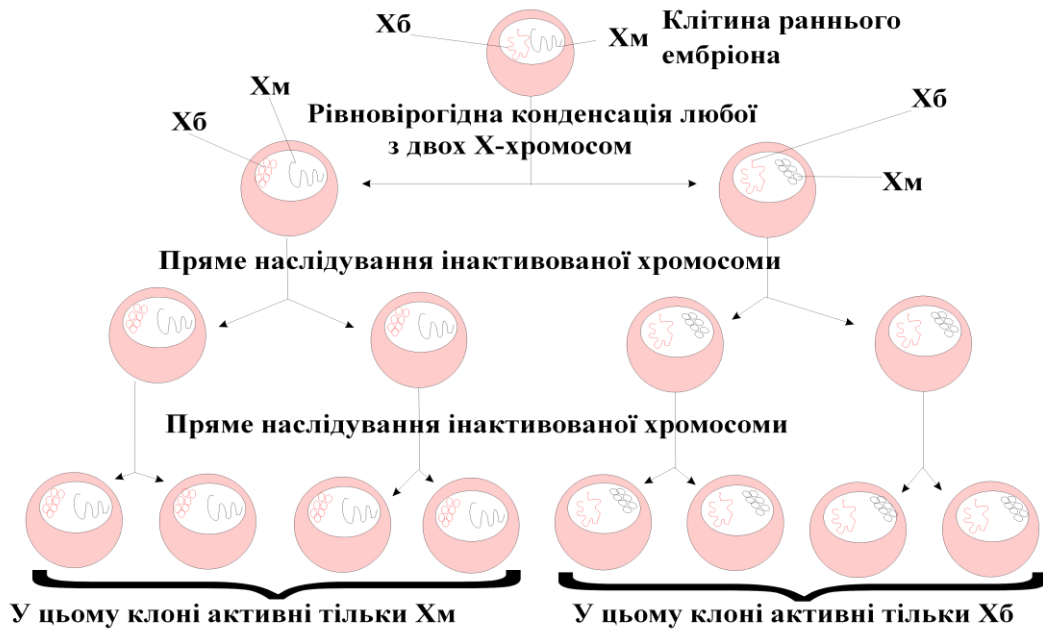 Хб
Хм
Клітина раннього
ембріона
Хм
Хб
Рівновірогідна конденсація любої
з двох Х-хромосом
Хб
Хм
Пряме наслідування інактивованої хромосоми
Пряме наслідування інактивованої хромосоми
У цьому клоні активні тільки Хм
У цьому клоні активні тільки Хб